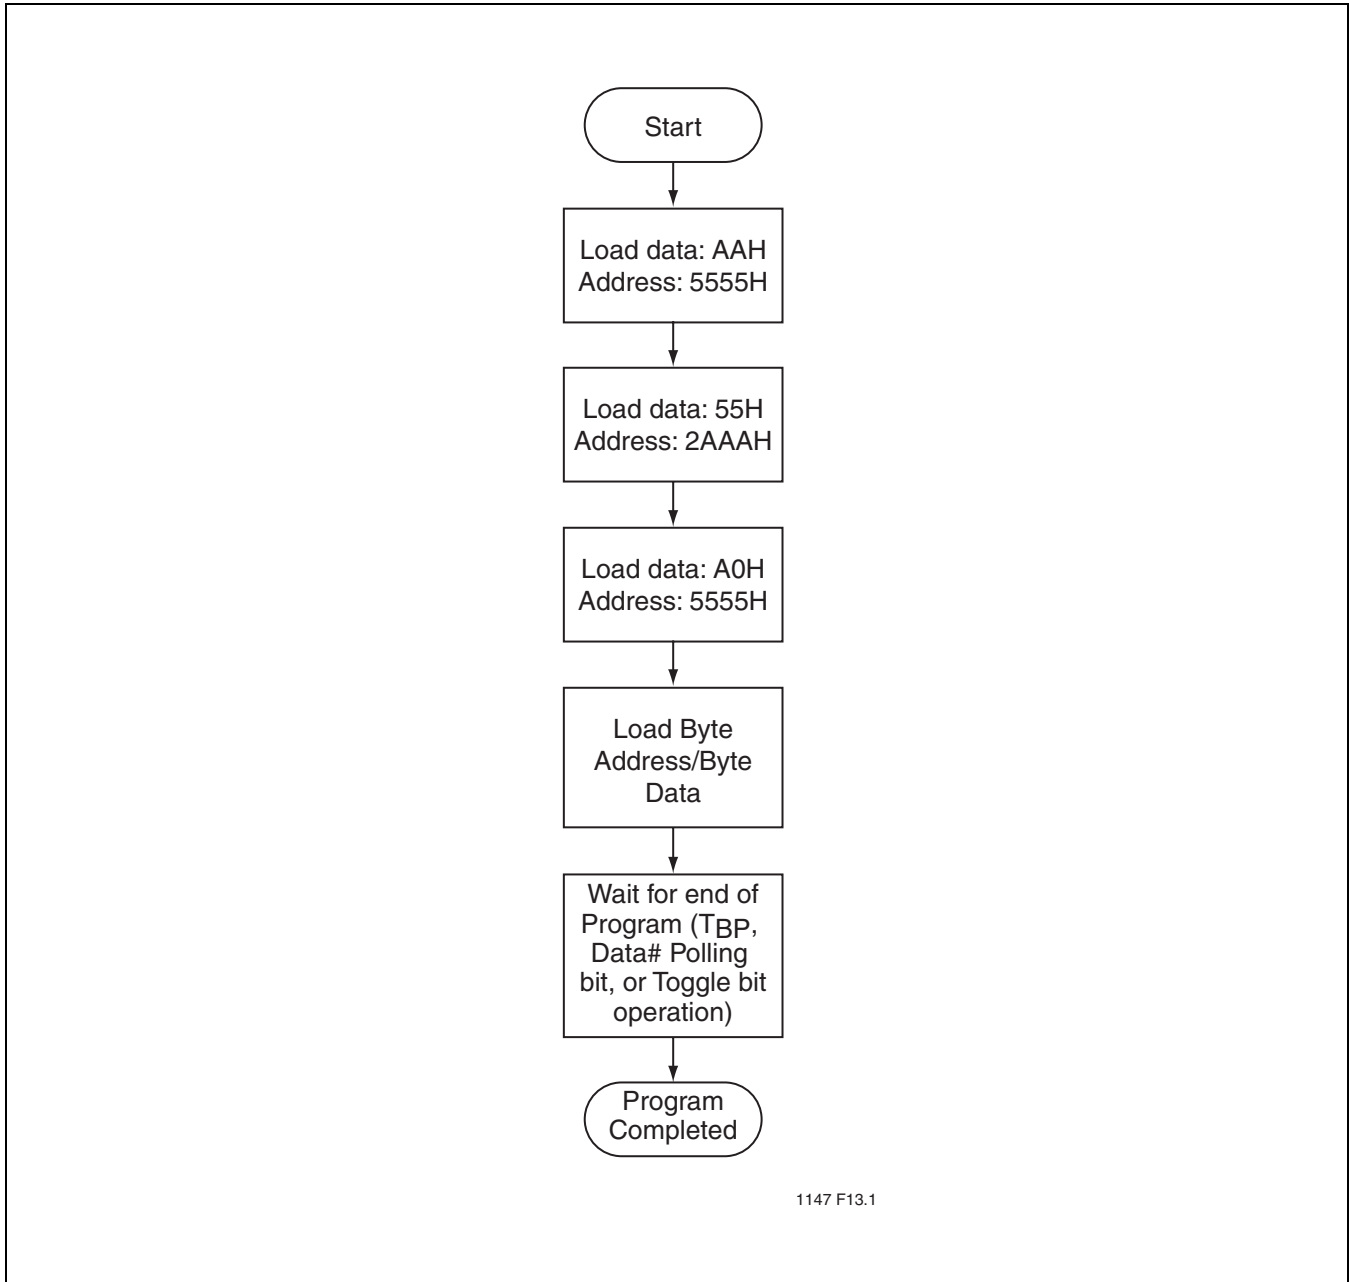 Start
Load data: AAH
Address: 5555H
Load data: 55H
Address: 2AAAH
Load data: A0H
Address: 5555H
Load Byte
Address/Byte
Data
Wait for end of
Program (TBP,
Data# Polling
bit, or Toggle bit
operation)
Program
Completed
1147 F13.1